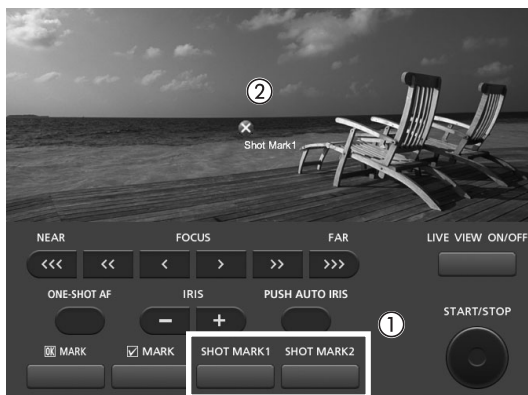 ②
Shot Mark1
NEAR FOCUS FAR
LIVE VIEW ON/OFF
<<< << < > >> >>>
ONE-SHOT AF IRIS PUSH AUTO IRIS
− +
①
START/STOP
OK MARK ☑ MARK SHOT MARK1 SHOT MARK2